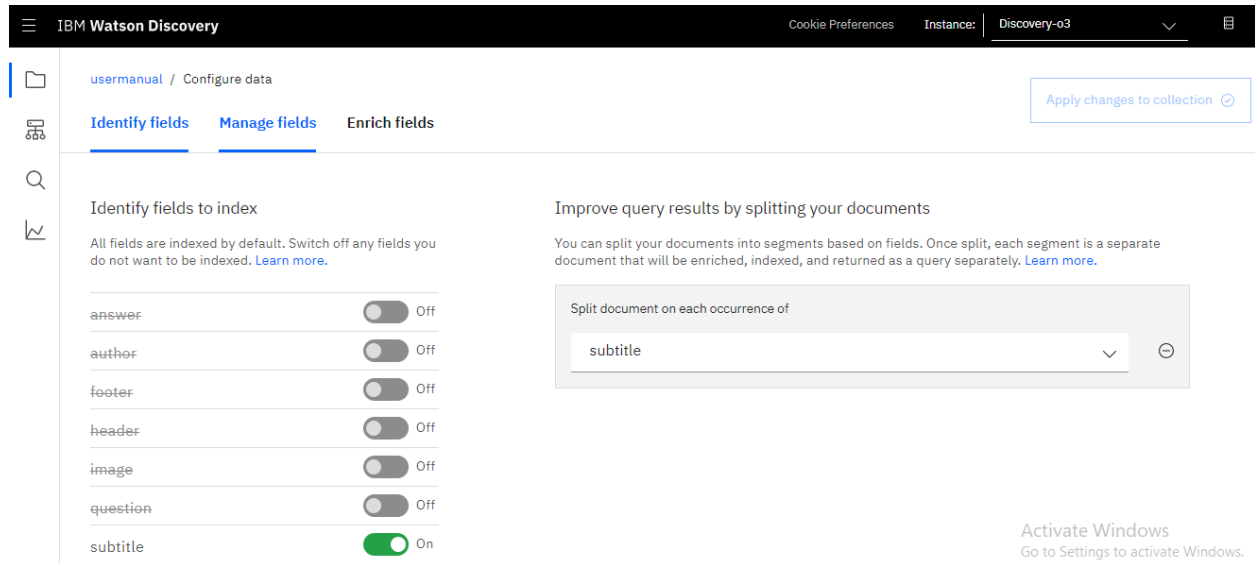 IBM Watson Discovery
Cookie Preferences
Instance:
Discovery-o3
usermanual / Configure data
Apply changes to collection
Identify fields
Manage fields
Enrich fields
Identify fields to index
All fields are indexed by default. Switch off any fields you
do not want to be indexed. Learn more.
answer Off
author Off
footer Off
header Off
image Off
question Off
subtitle On
Improve query results by splitting your documents
You can split your documents into segments based on fields. Once split, each segment is a separate
document that will be enriched, indexed, and returned as a query separately. Learn more.
Split document on each occurrence of
subtitle
Activate Windows
Go to Settings to activate Windows.